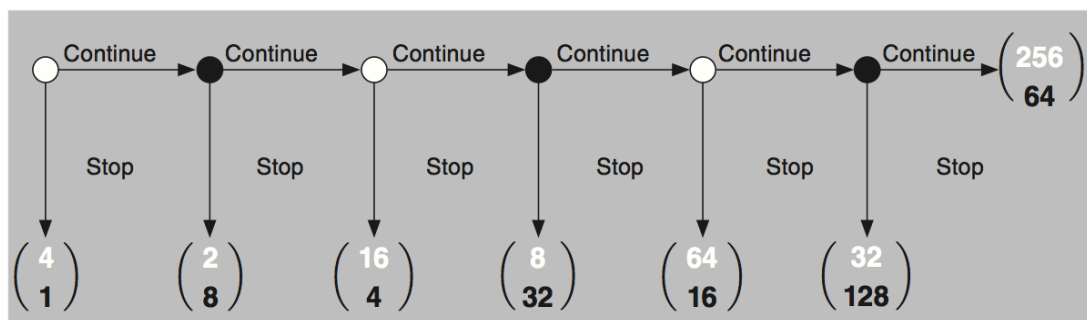 Continue Continue Continue Continue Continue Continue
256
64
Stop Stop Stop Stop Stop Stop
4 2 16 8 64 32
1 8 4 32 16 128